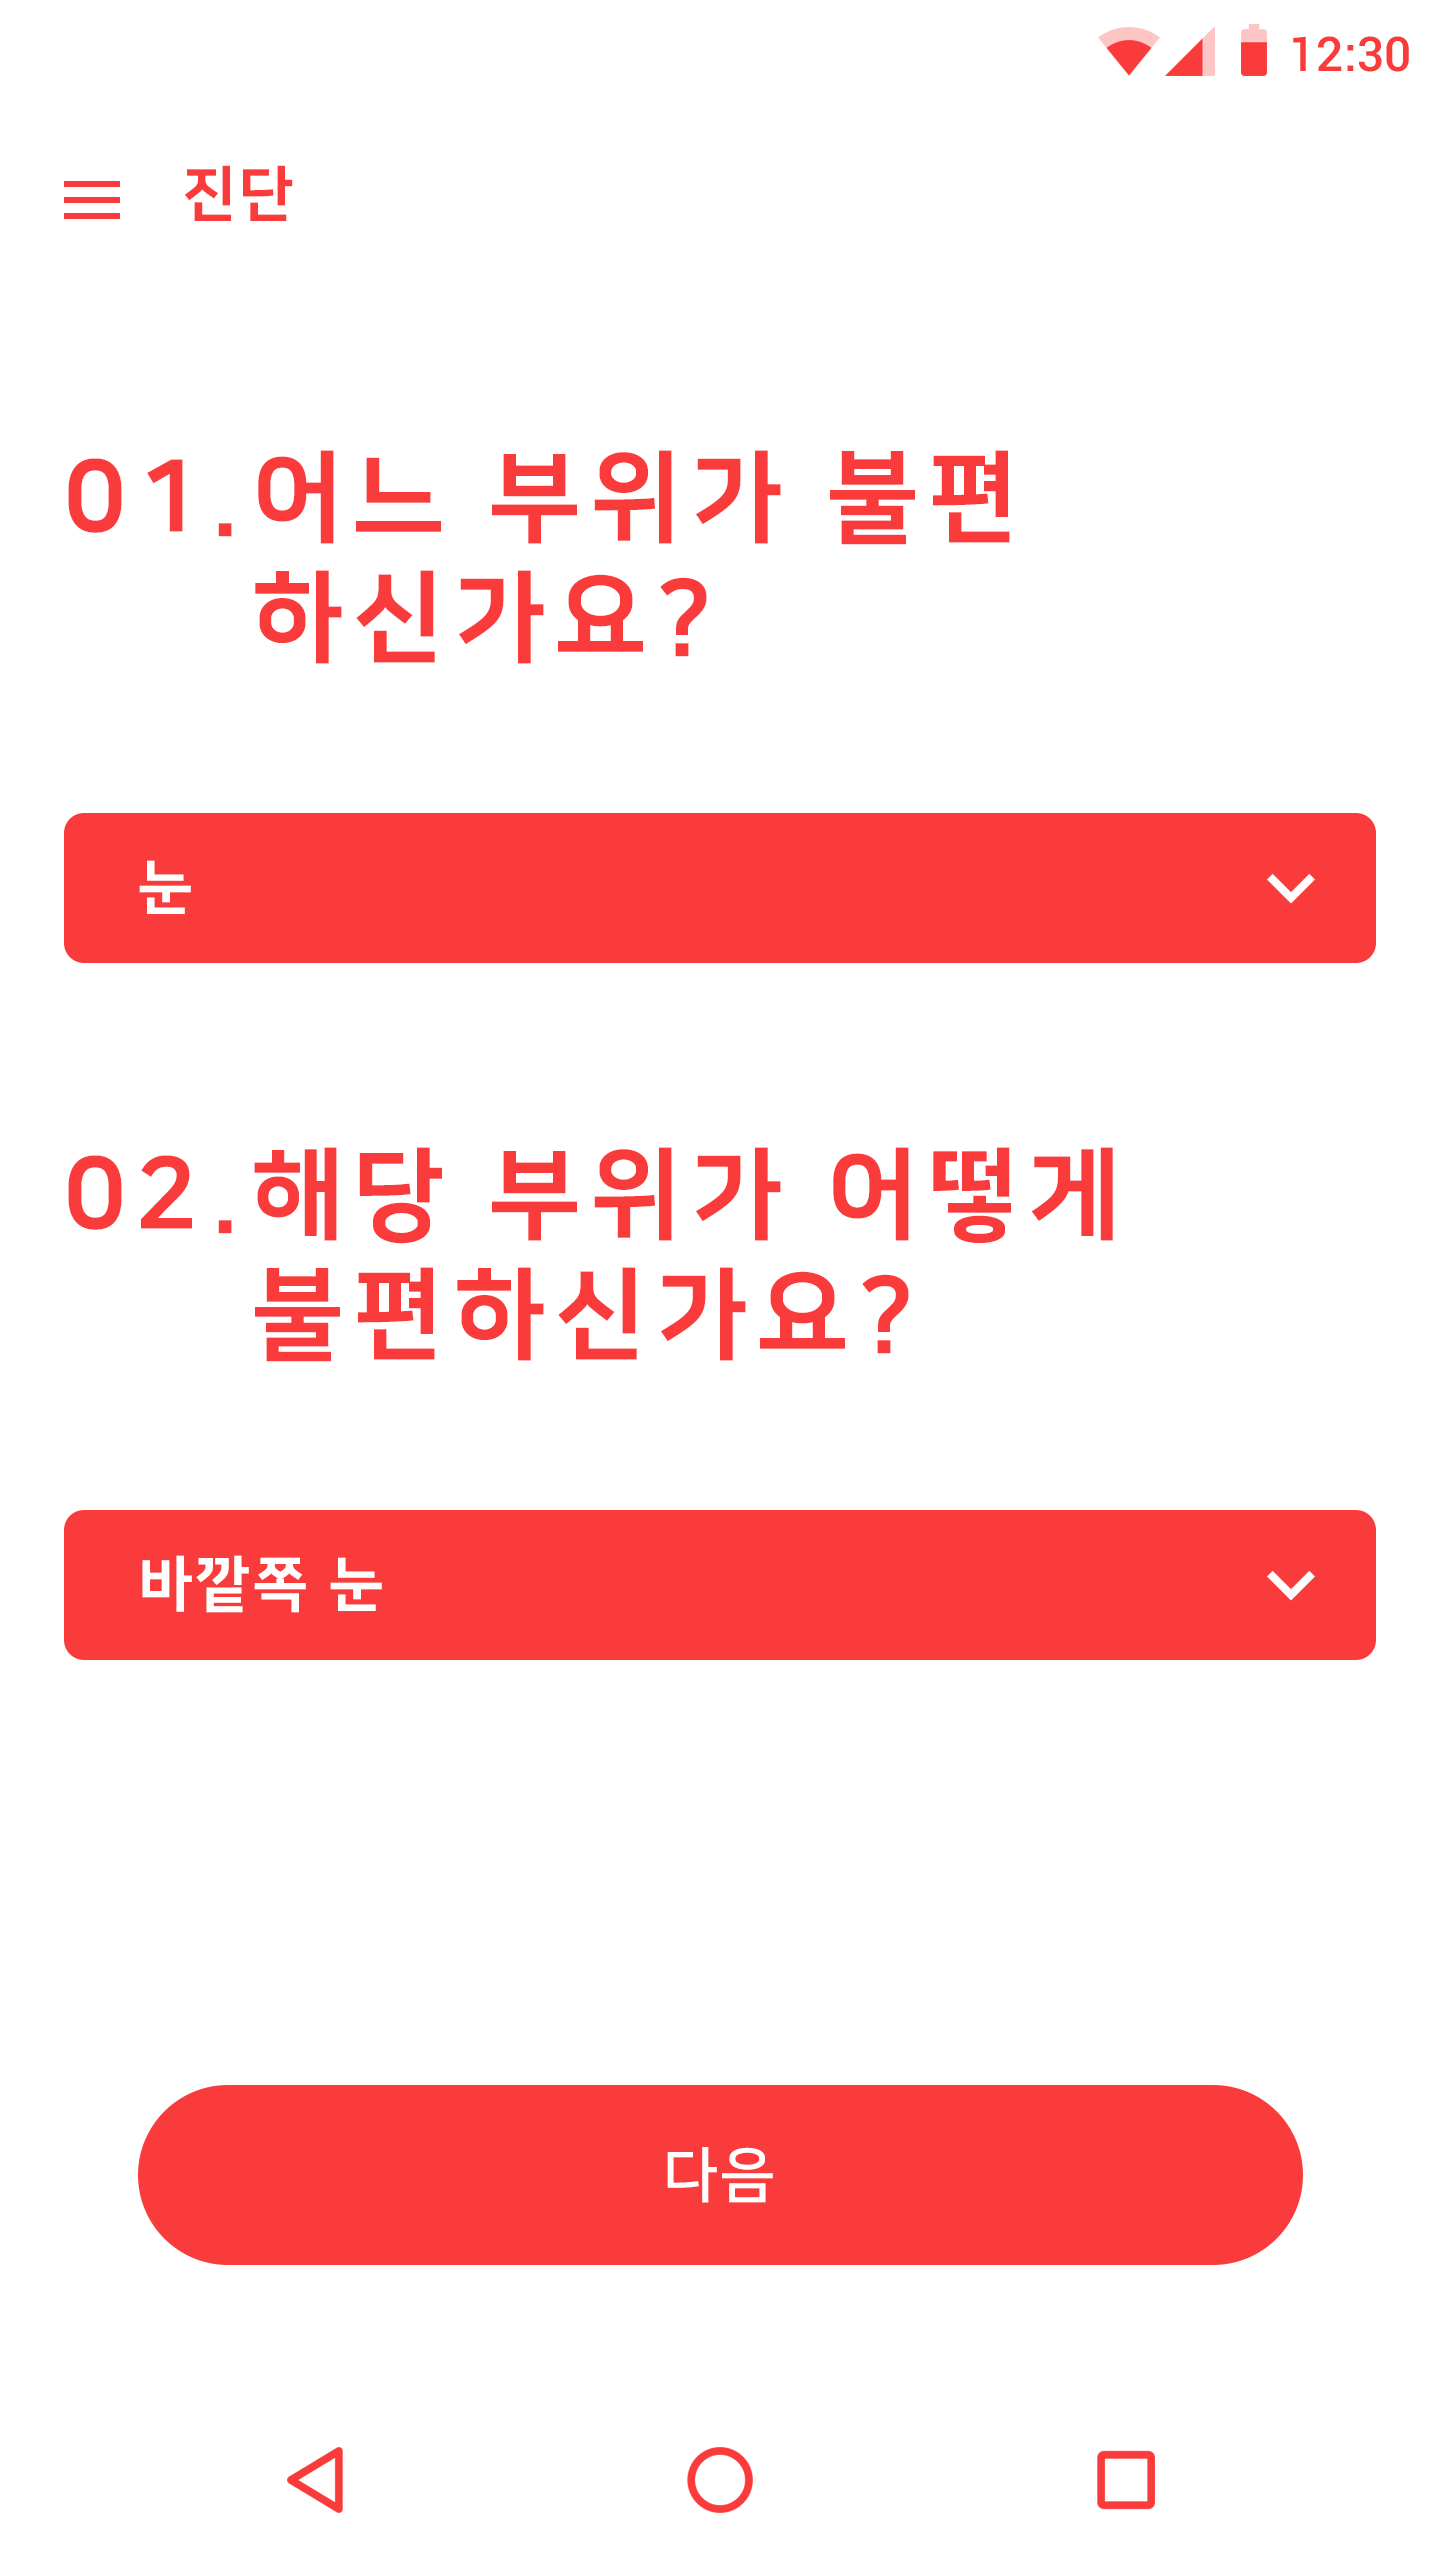 12:30
진단
01.어느 부위가 불편
하신가요?
눈
02.해당 부위가 어떻게
불편하신가요?
바깥쪽 눈
다음